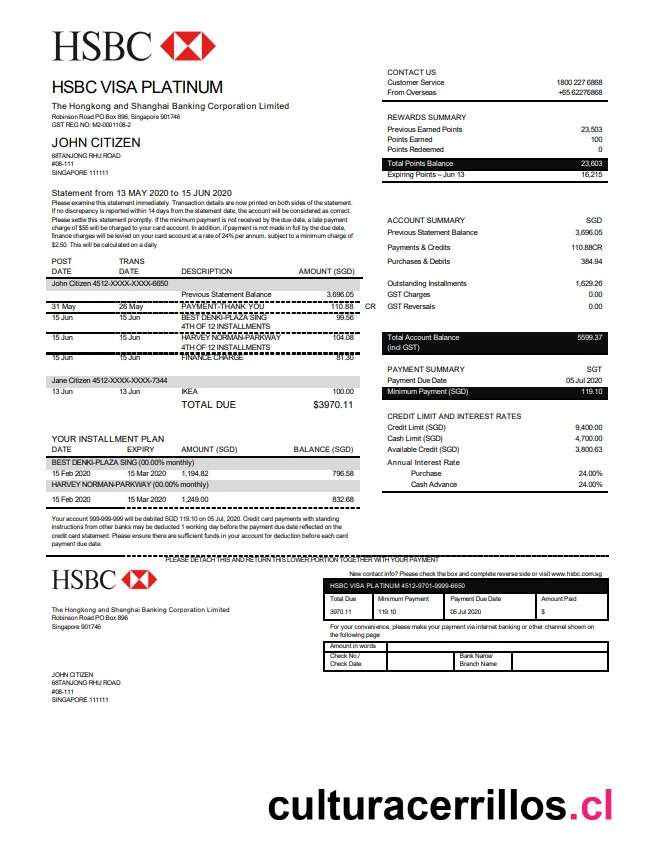 HSBC
HSBC VISA PLATINUM
The Hongkong and Shanghai Banking Corporation Limited
Robinson Road PO Box 896, Singapore 901746
GST REG NO: M2-0001108-2
JOHN CITIZEN
68TANJONG RHU ROAD
#08-111
SINGAPORE 111111
Statement from 13 MAY 2020 to 15 JUN 2020
Please examine this statement immediately. Transaction details are now printed on both sides of the statement.
If no discrepancy is reported within 14 days from the statement date, the account will be considered as correct.
Please settle this statement promptly. If the minimum payment is not received by the due date, a late payment
charge of $55 will be charged to your card account. In addition, if payment is not made in full by the due date,
finance charges will be levied on your card account at a rate of 24% per annum, subject to a minimum charge of
$2.50. This will be calculated on a daily
POST DATE TRANS DATE DESCRIPTION AMOUNT (SGD)
John Citizen 4512-XXXX-XXXX-6650
Previous Statement Balance 3,696.05
31 May 26 May PAYMENT-THANK YOU 110.88 CR
15 Jun 15 Jun BEST DENKI-PLAZA SING 99.56
4TH OF 12 INSTALLMENTS
15 Jun 15 Jun HARVEY NORMAN-PARKWAY 104.08
4TH OF 12 INSTALLMENTS
15 Jun 15 Jun FINANCE CHARGE 81.30
Jane Citizen 4512-XXXX-XXXX-7344
13 Jun 13 Jun IKEA 100.00
TOTAL DUE $3970.11
YOUR INSTALLMENT PLAN
DATE EXPIRY AMOUNT (SGD) BALANCE (SGD)
BEST DENKI-PLAZA SING (00.00% monthly)
15 Feb 2020 15 Mar 2020 1,194.82 796.58
HARVEY NORMAN-PARKWAY (00.00% monthly)
15 Feb 2020 15 Mar 2020 1,249.00 832.68
Your account 999-999-999 will be debited SGD 119.10 on 05 Jul, 2020. Credit card payments with standing
instructions from other banks may be deducted 1 working day before the payment due date reflected on the
credit card statement. Please ensure there are sufficient funds in your account for deduction before each card
payment due date.
CONTACT US
Customer Service 1800 227 6868
From Overseas +65 62276868
REWARDS SUMMARY
Previous Earned Points 23,503
Points Earned 100
Points Redeemed 0
Total Points Balance 23,603
Expiring Points – Jun 13 16,215
ACCOUNT SUMMARY SGD
Previous Statement Balance 3,696.05
Payments & Credits 110.88CR
Purchases & Debits 384.94
Outstanding Installments 1,629.26
GST Charges 0.00
GST Reversals 0.00
Total Account Balance 5599.37
(incl GST)
PAYMENT SUMMARY SGT
Payment Due Date 05 Jul 2020
Minimum Payment (SGD) 119.10
CREDIT LIMIT AND INTEREST RATES
Credit Limit (SGD) 9,400.00
Cash Limit (SGD) 4,700.00
Available Credit (SGD) 3,800.63
Annual Interest Rate
Purchase 24.00%
Cash Advance 24.00%
PLEASE DETACH THIS AND RETURN THIS LOWER PORTION TOGETHER WITH YOUR PAYMENT
HSBC
The Hongkong and Shanghai Banking Corporation Limited
Robinson Road PO Box 896
Singapore 901746
JOHN CITIZEN
68TANJONG RHU ROAD
#08-111
SINGAPORE 111111
New contact info? Please check the box and complete reverse side or visit www.hsbc.com.sg
HSBC VISA PLATINUM 4512-9701-9999-6650
Total Due Minimum Payment Payment Due Date Amount Paid
3970.11 119.10 05 Jul 2020 $
For your convenience, please make your payment via internet banking or other channel shown on
the following page
Amount in words
Check No./ Bank Name/
Check Date Branch Name
culturacerrillos.cl